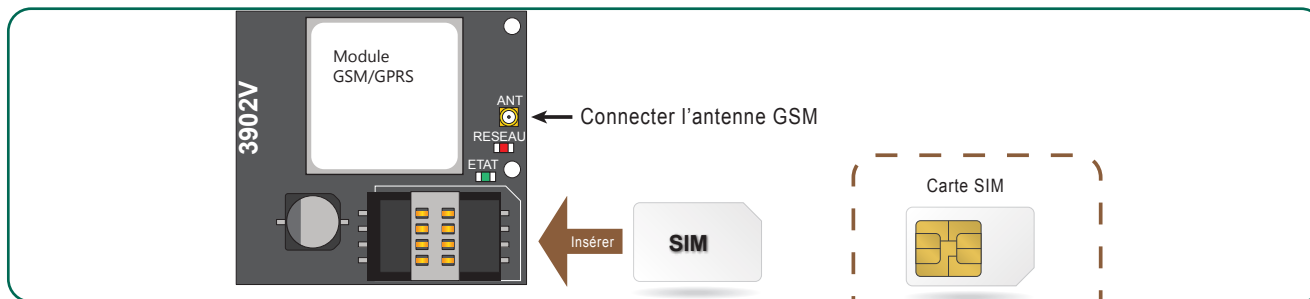 Module
GSM/GPRS
3902V
ANT
Connecter l'antenne GSM
RESEAU
ETAT
Carte SIM
Insérer
SIM